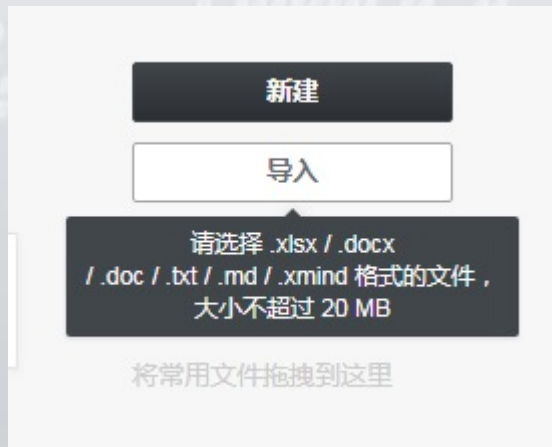 新建
导入
请选择 .xlsx / .docx
/ .doc / .txt / .md / .xmind 格式的文件，
大小不超过 20 MB
将常用文件拖拽到这里